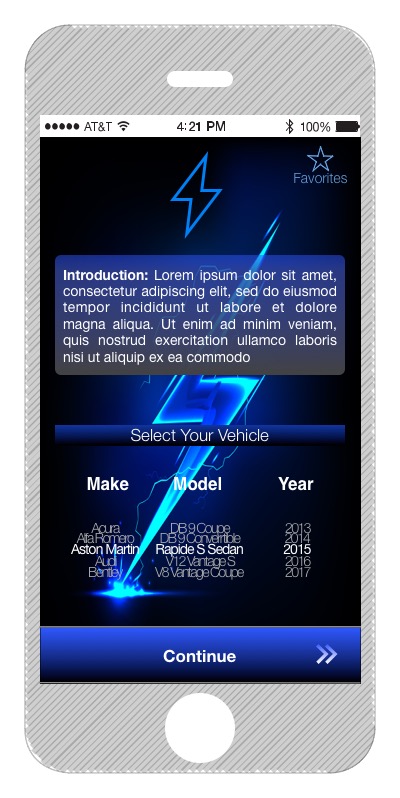 AT&T 4:21 PM 100%
Favorites
Introduction: Lorem ipsum dolor sit amet,
consectetur adipiscing elit, sed do eiusmod
tempor incididunt ut labore et dolore
magna aliqua. Ut enim ad minim veniam,
quis nostrud exercitation ullamco laboris
nisi ut aliquip ex ea commodo
Select Your Vehicle
Make Model Year
Acura DB 9 Coupe 2013
Alfa Romero DB 9 Convertible 2014
Aston Martin Rapide S Sedan 2015
Audi V12 Vantage S 2016
Bentley V8 Vantage Coupe 2017
Continue